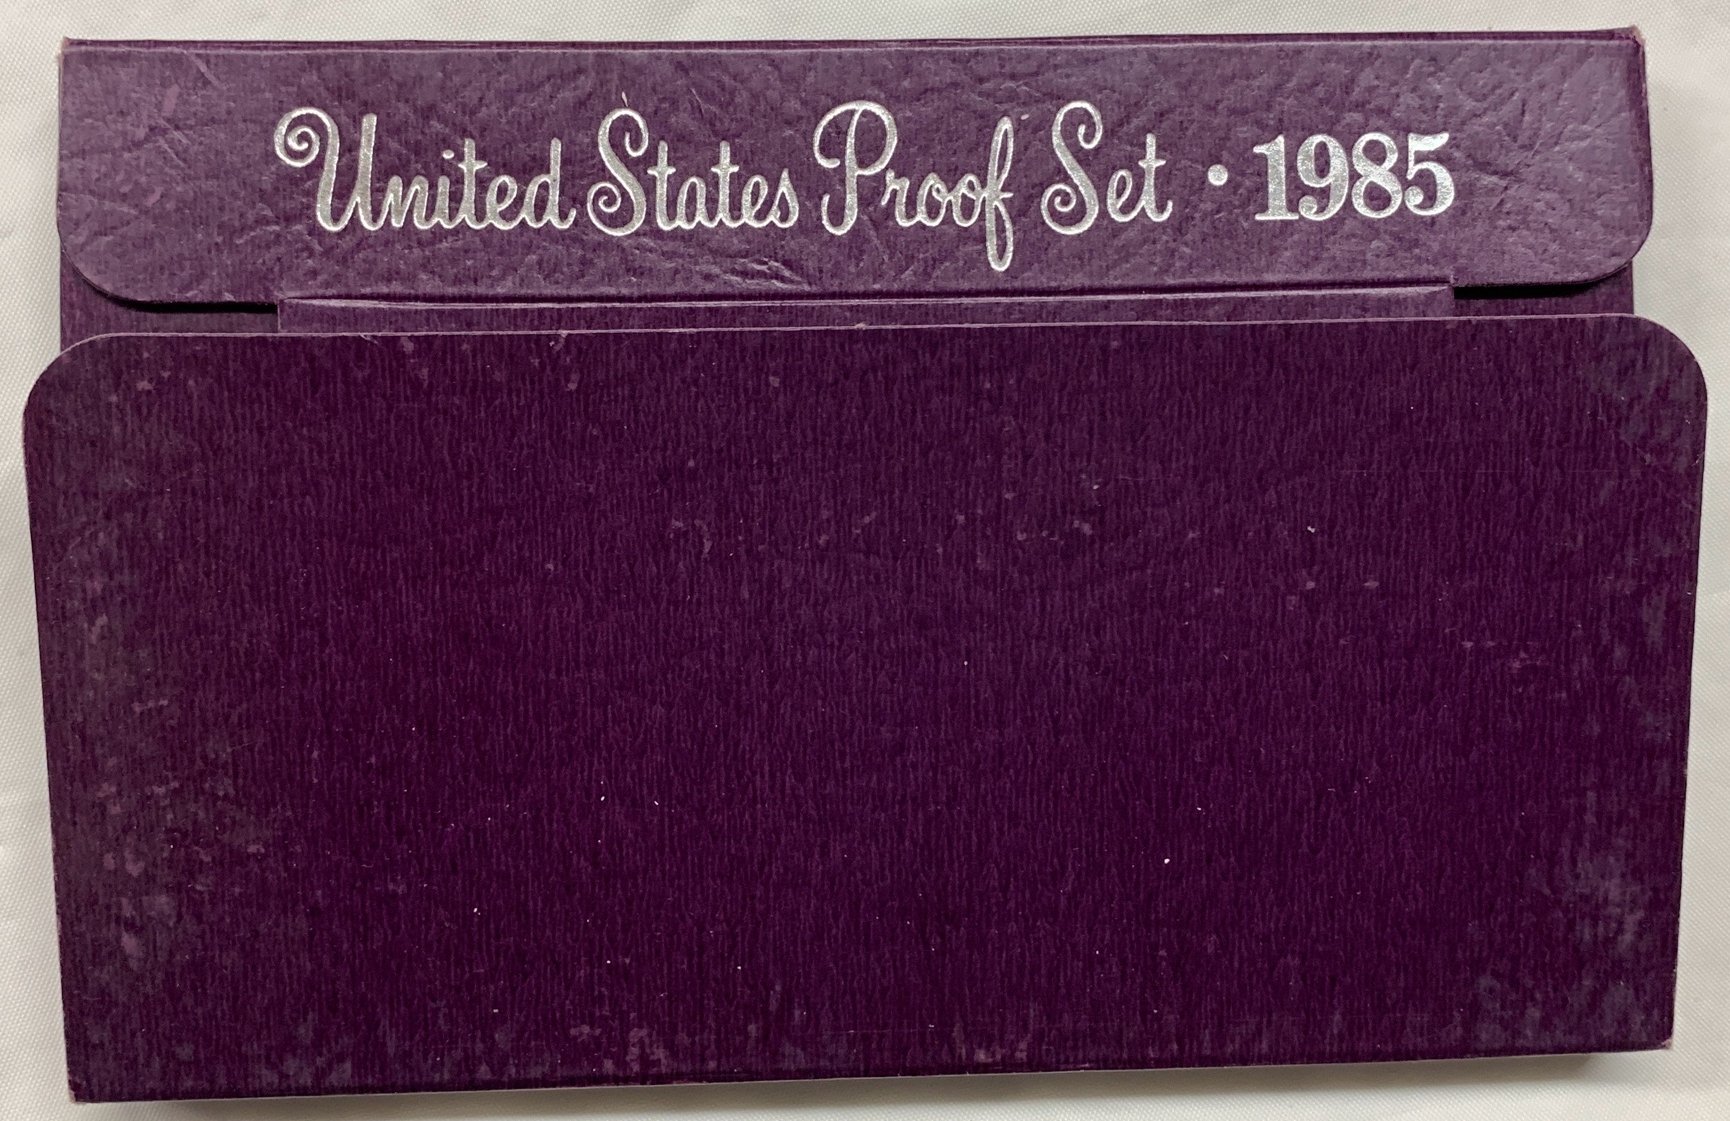 United States Proof Set • 1985